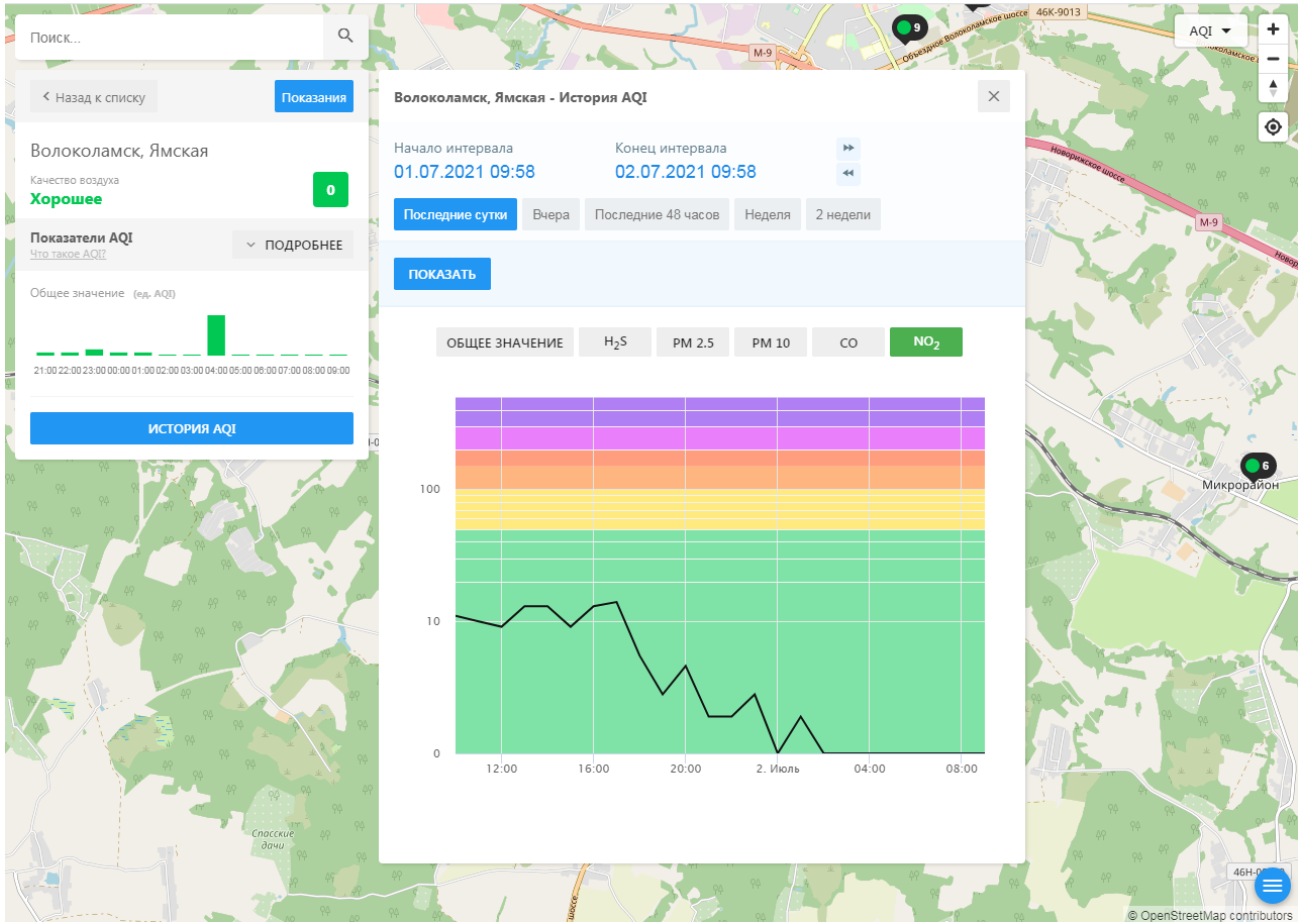 46К-9013
Объездное Волоколамское шоссе
9
M-9
AQI
Поиск...
Назад к списку
Показания
Волоколамск, Ямская
Качество воздуха
Хорошее
0
Показатели AQI
Что такое AQI?
ПОДРОБНЕЕ
Общее значение (ед. AQI)
21:00 22:00 23:00 00:00 01:00 02:00 03:00 04:00 05:00 06:00 07:00 08:00 09:00
ИСТОРИЯ AQI
Волоколамск, Ямская - История AQI
Начало интервала
Конец интервала
01.07.2021 09:58
02.07.2021 09:58
Последние сутки
Вчера
Последние 48 часов
Неделя
2 недели
ПОКАЗАТЬ
ОБЩЕЕ ЗНАЧЕНИЕ
H₂S
PM 2.5
PM 10
CO
NO₂
100
10
0
12:00 16:00 20:00 2. Июль 04:00 08:00
Новорижское шоссе
M-9
6
Микрорайон
Спасские
дачи
шоссе
© OpenStreetMap contributors